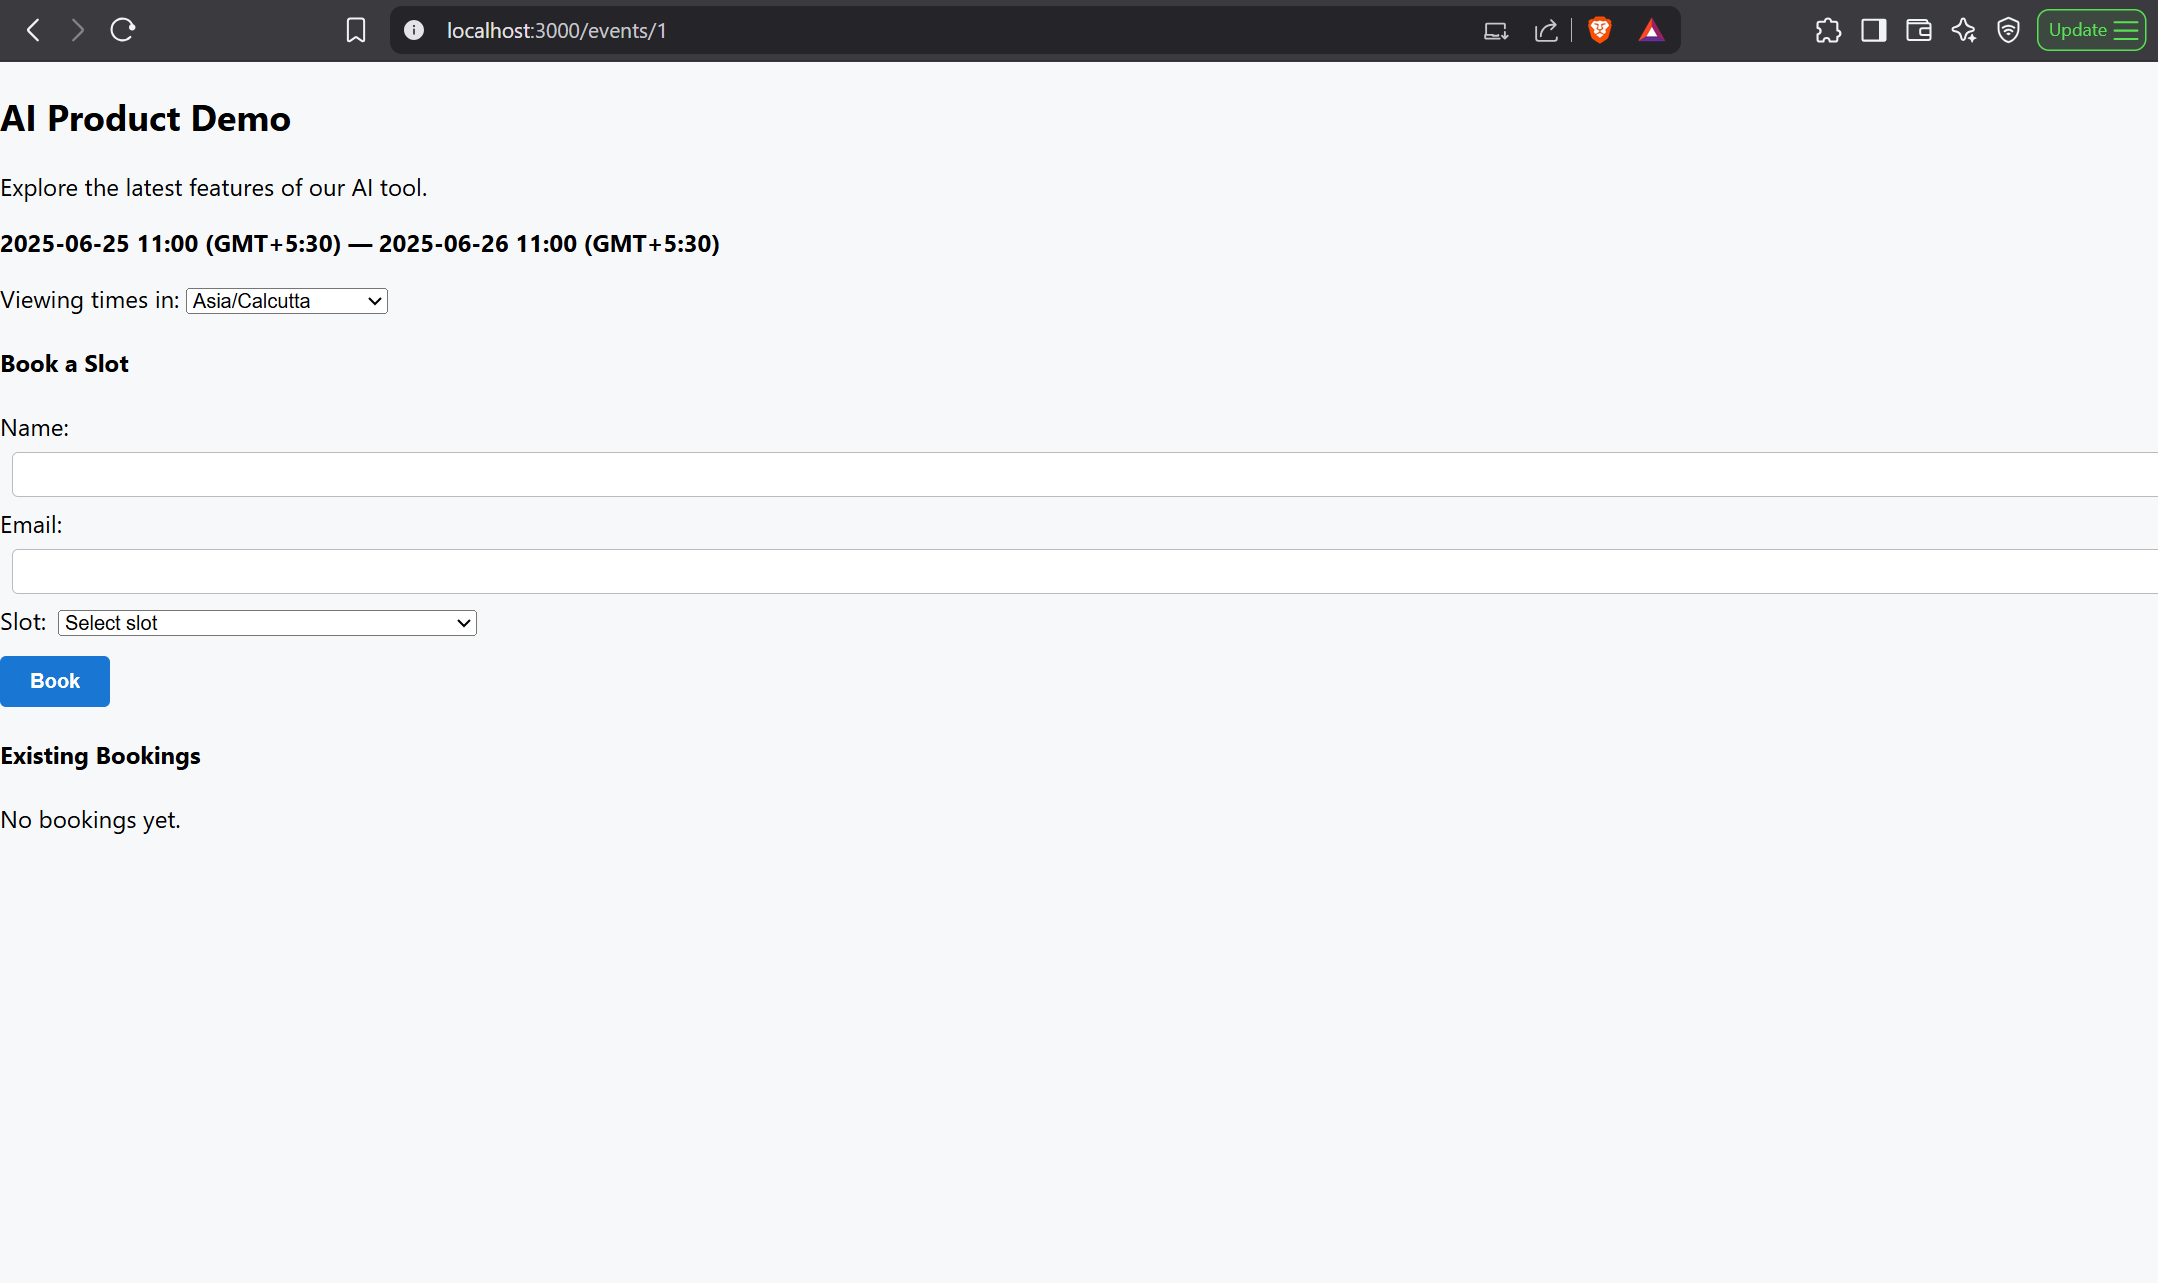 localhost:3000/events/1
Update
AI Product Demo
Explore the latest features of our AI tool.
2025-06-25 11:00 (GMT+5:30) — 2025-06-26 11:00 (GMT+5:30)
Viewing times in: Asia/Calcutta
Book a Slot
Name:
Email:
Slot: Select slot
Book
Existing Bookings
No bookings yet.